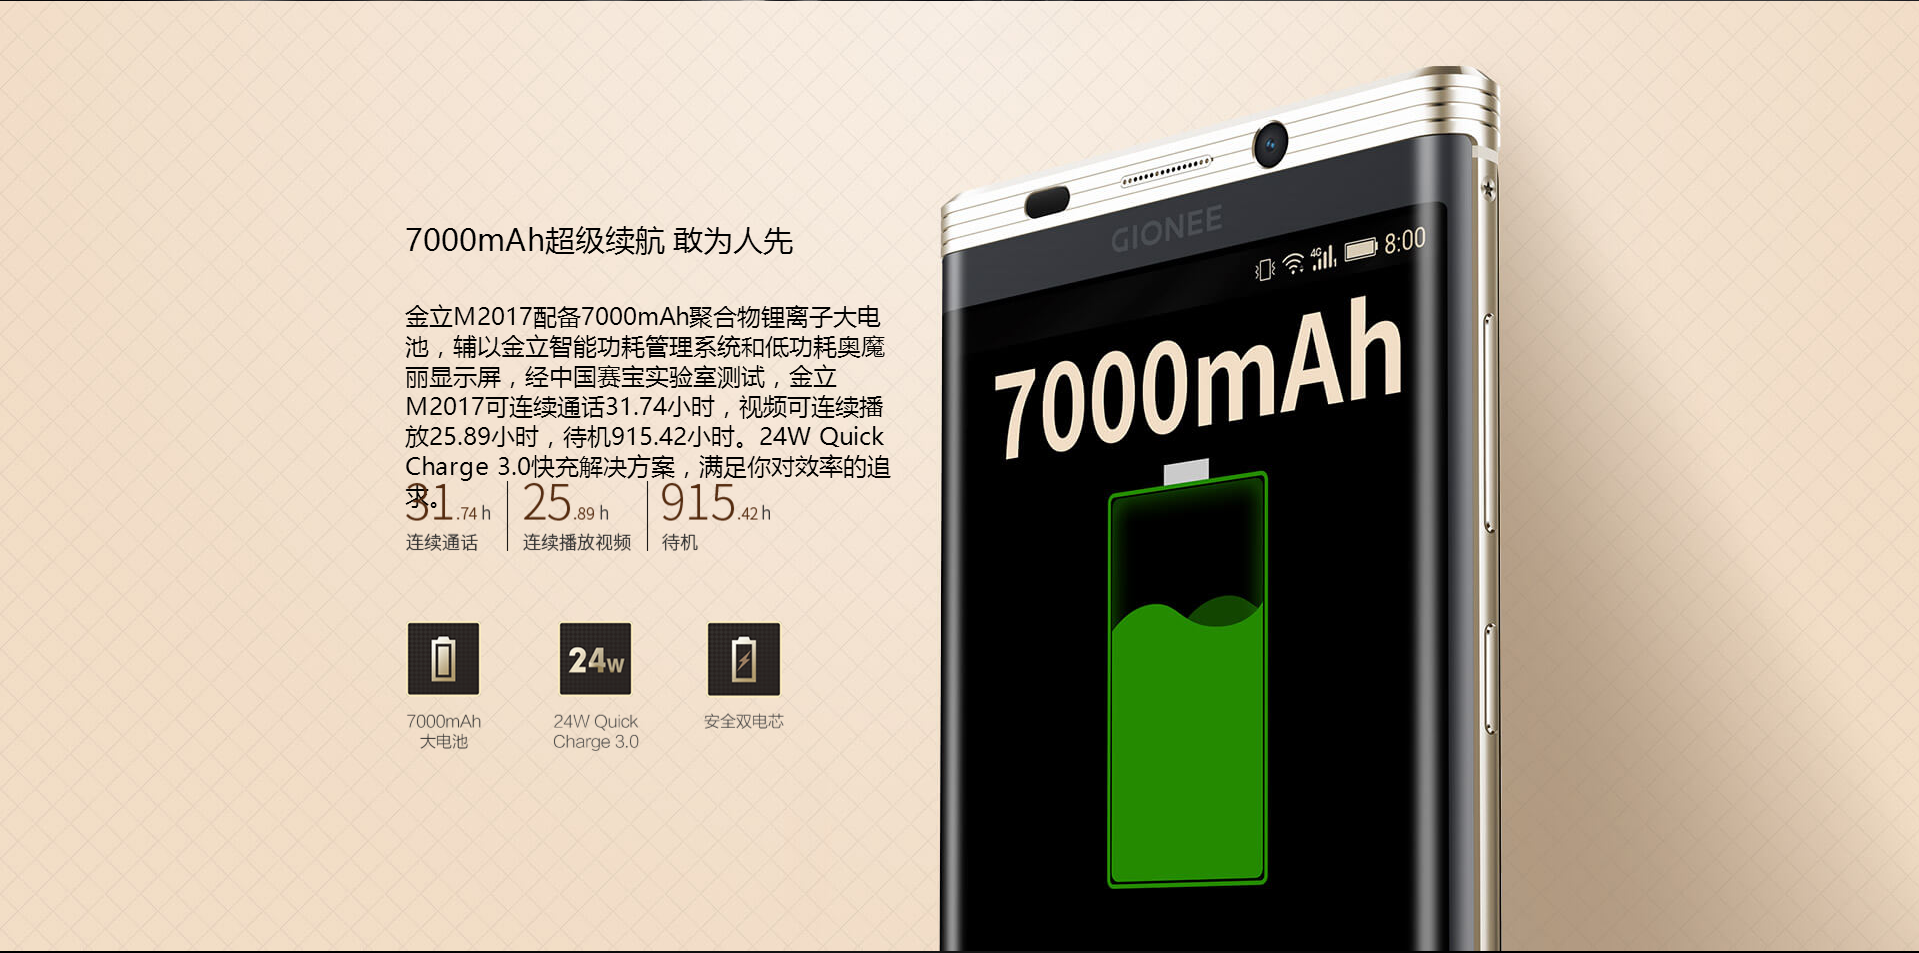 7000mAh超级续航 敢为人先
金立M2017配备7000mAh聚合物锂离子大电
池，辅以金立智能功耗管理系统和低功耗奥魔
丽显示屏，经中国赛宝实验室测试，金立
M2017可连续通话31.74小时，视频可连续播
放25.89小时，待机915.42小时。24W Quick
Charge 3.0快充解决方案，满足你对效率的追
求。
31.74 h
连续通话
25.89 h
连续播放视频
915.42 h
待机
24W
7000mAh
大电池
24W Quick
Charge 3.0
安全双电芯
GIONEE
4G
8:00
7000mAh